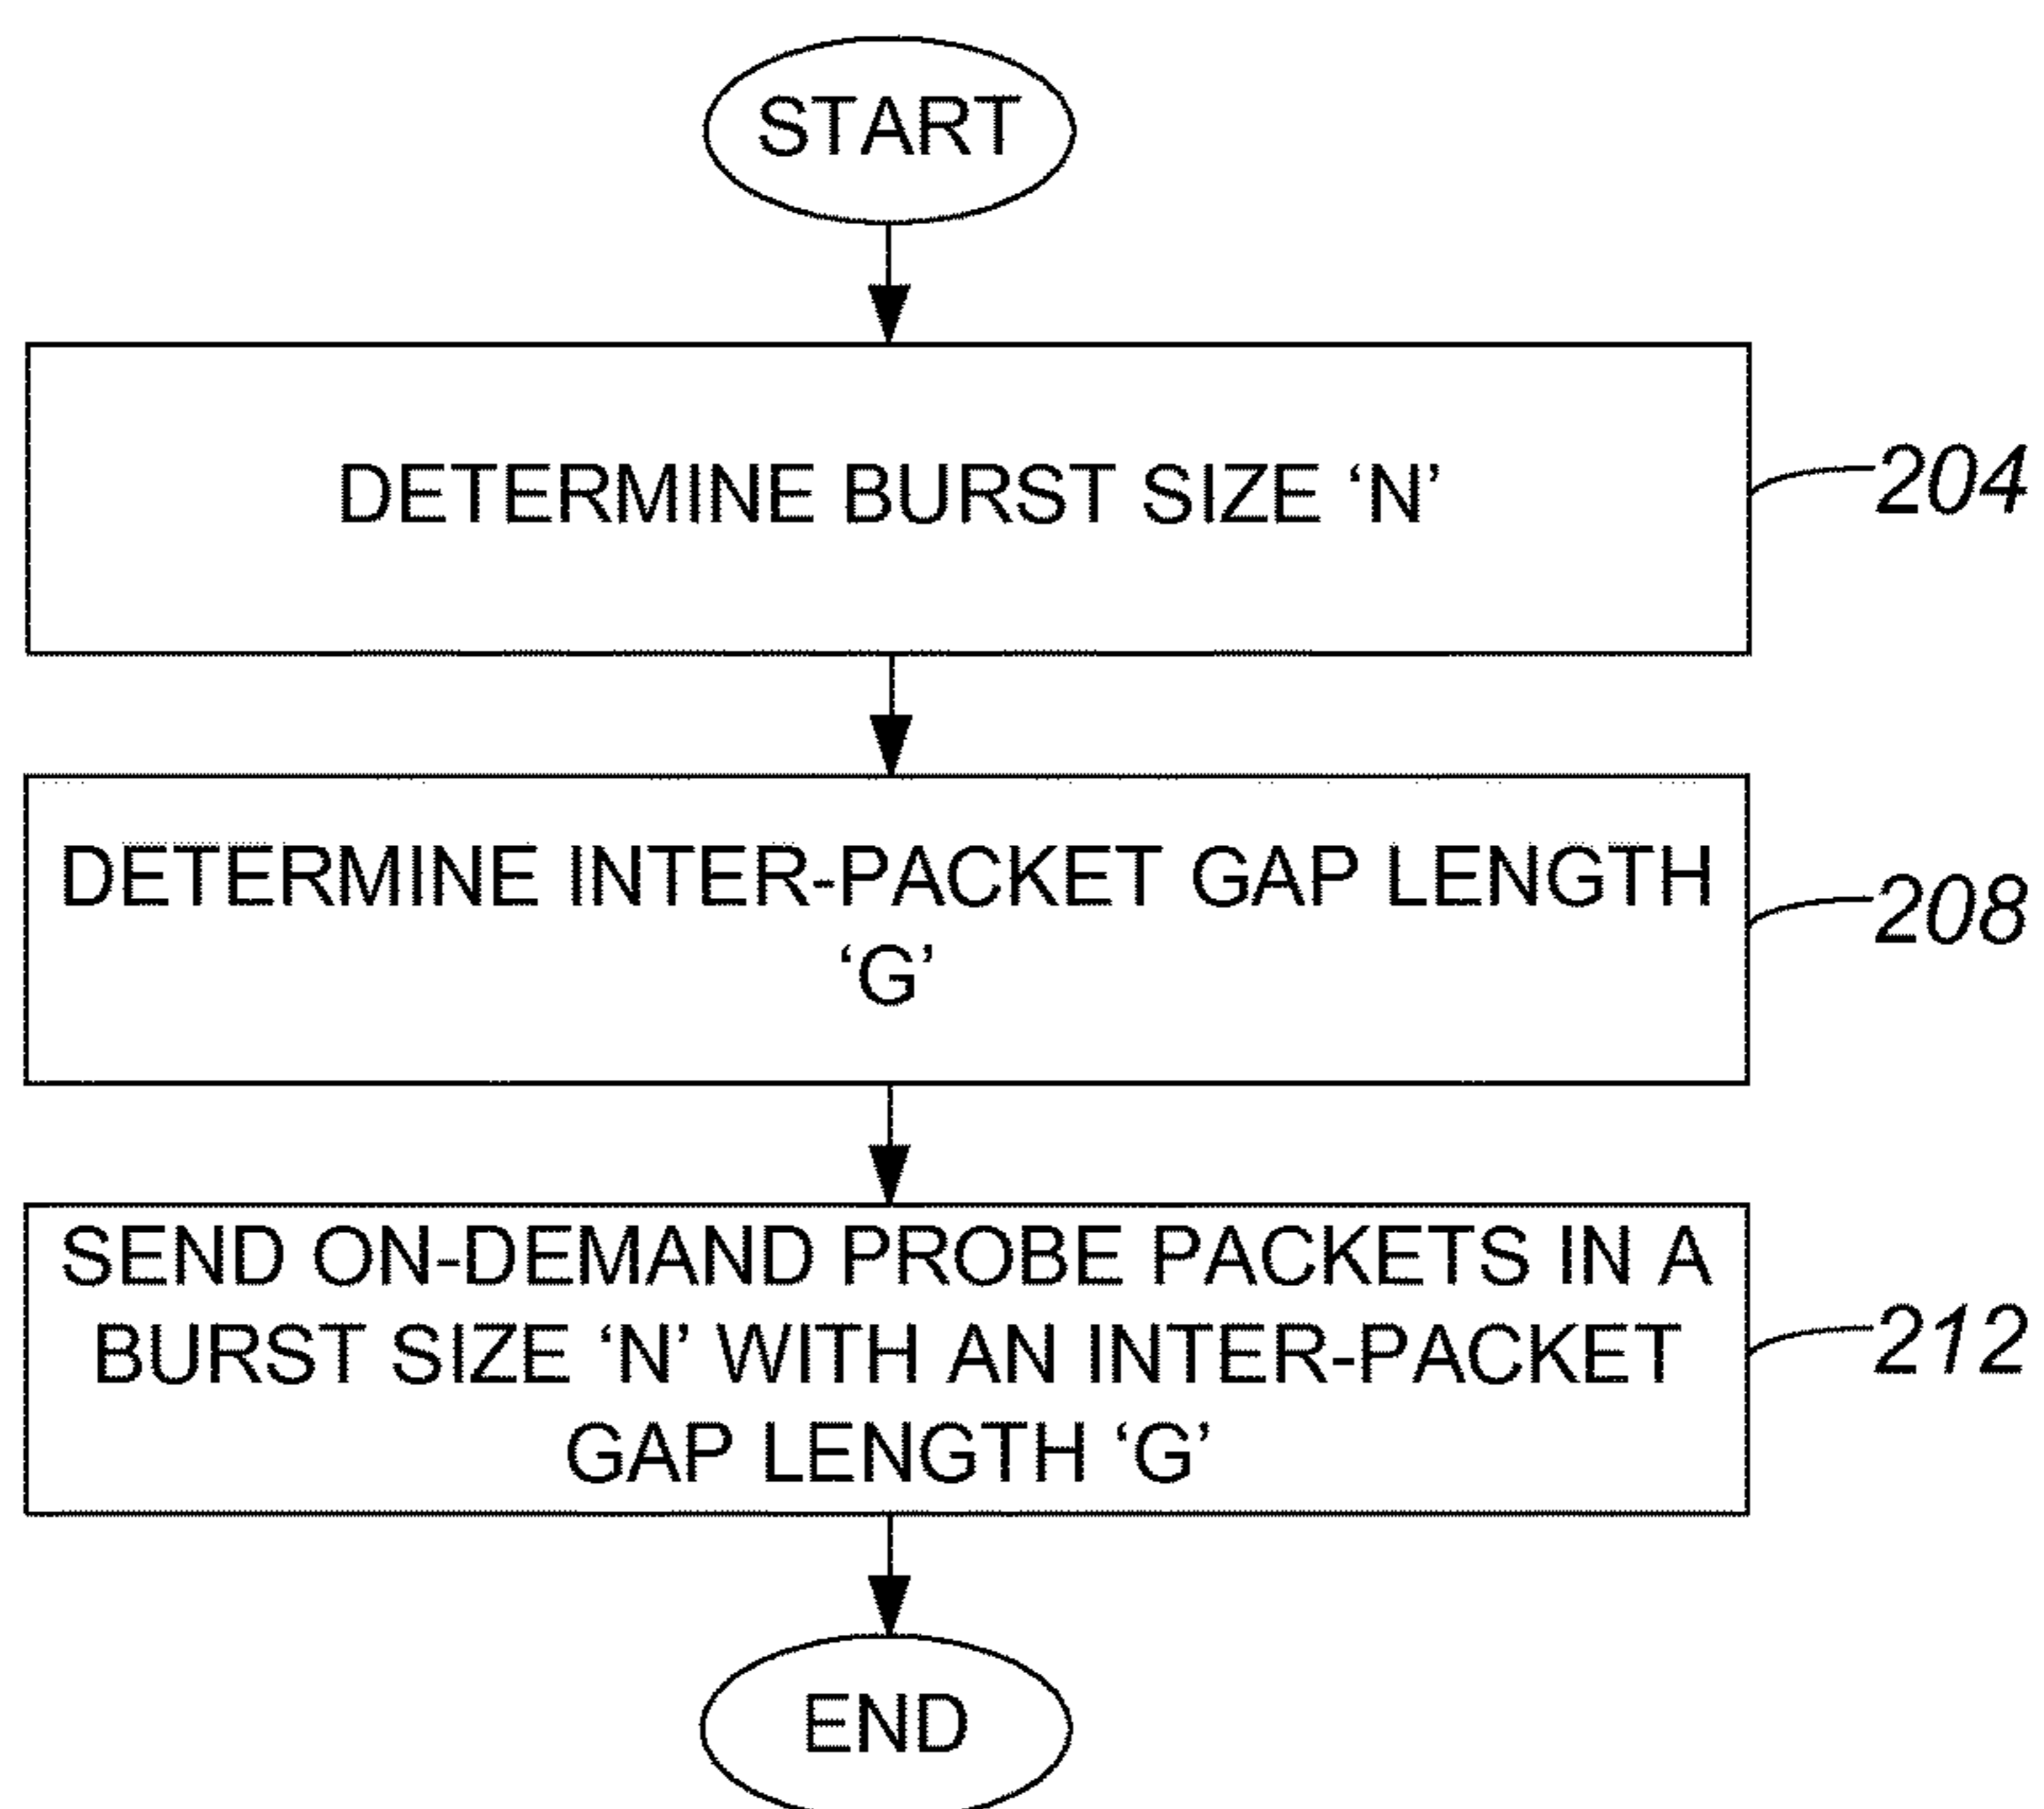 START
DETERMINE BURST SIZE ‘N’
204
DETERMINE INTER-PACKET GAP LENGTH
‘G’
208
SEND ON-DEMAND PROBE PACKETS IN A
BURST SIZE ‘N’ WITH AN INTER-PACKET
GAP LENGTH ‘G’
212
END